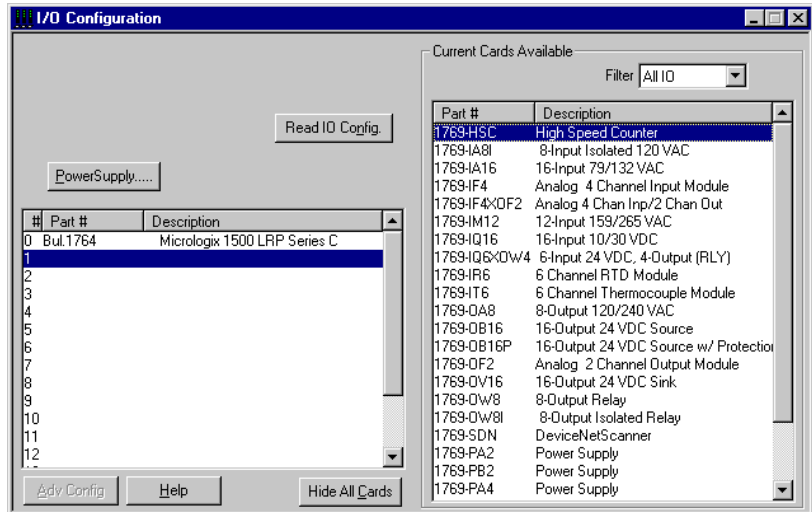 I/O Configuration
Read IO Config.
PowerSupply.....
# Part # Description
0 Bul.1764 Micrologix 1500 LRP Series C
1
2
3
4
5
6
7
8
9
10
11
12
Adv Config Help Hide All Cards
Current Cards Available
Filter All IO
Part # Description
1769-HSC High Speed Counter
1769-IA8I 8-Input Isolated 120 VAC
1769-IA16 16-Input 79/132 VAC
1769-IF4 Analog 4 Channel Input Module
1769-IF4XOF2 Analog 4 Chan Inp/2 Chan Out
1769-IM12 12-Input 159/265 VAC
1769-IQ16 16-Input 10/30 VDC
1769-IQ6XOW4 6-Input 24 VDC, 4-Output (RLY)
1769-IR6 6 Channel RTD Module
1769-IT6 6 Channel Thermocouple Module
1769-OA8 8-Output 120/240 VAC
1769-OB16 16-Output 24 VDC Source
1769-OB16P 16-Output 24 VDC Source w/ Protection
1769-OF2 Analog 2 Channel Output Module
1769-OV16 16-Output 24 VDC Sink
1769-OW8 8-Output Relay
1769-OW8I 8-Output Isolated Relay
1769-SDN DeviceNetScanner
1769-PA2 Power Supply
1769-PB2 Power Supply
1769-PA4 Power Supply